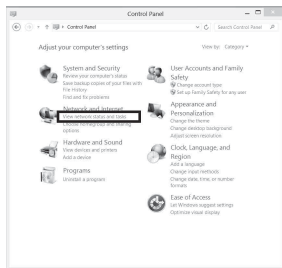 Control Panel
Control Panel
Search Control Panel
Adjust your computer's settings
View by: Category
System and Security
Review your computer's status
Save backup copies of your files with
File History
Find and fix problems
Network and Internet
View network status and tasks
Choose homegroup and sharing
options
Hardware and Sound
View devices and printers
Add a device
Programs
Uninstall a program
User Accounts and Family
Safety
Change account type
Set up Family Safety for any user
Appearance and
Personalization
Change the theme
Change desktop background
Adjust screen resolution
Clock, Language, and
Region
Add a language
Change input methods
Change date, time, or number
formats
Ease of Access
Let Windows suggest settings
Optimize visual display